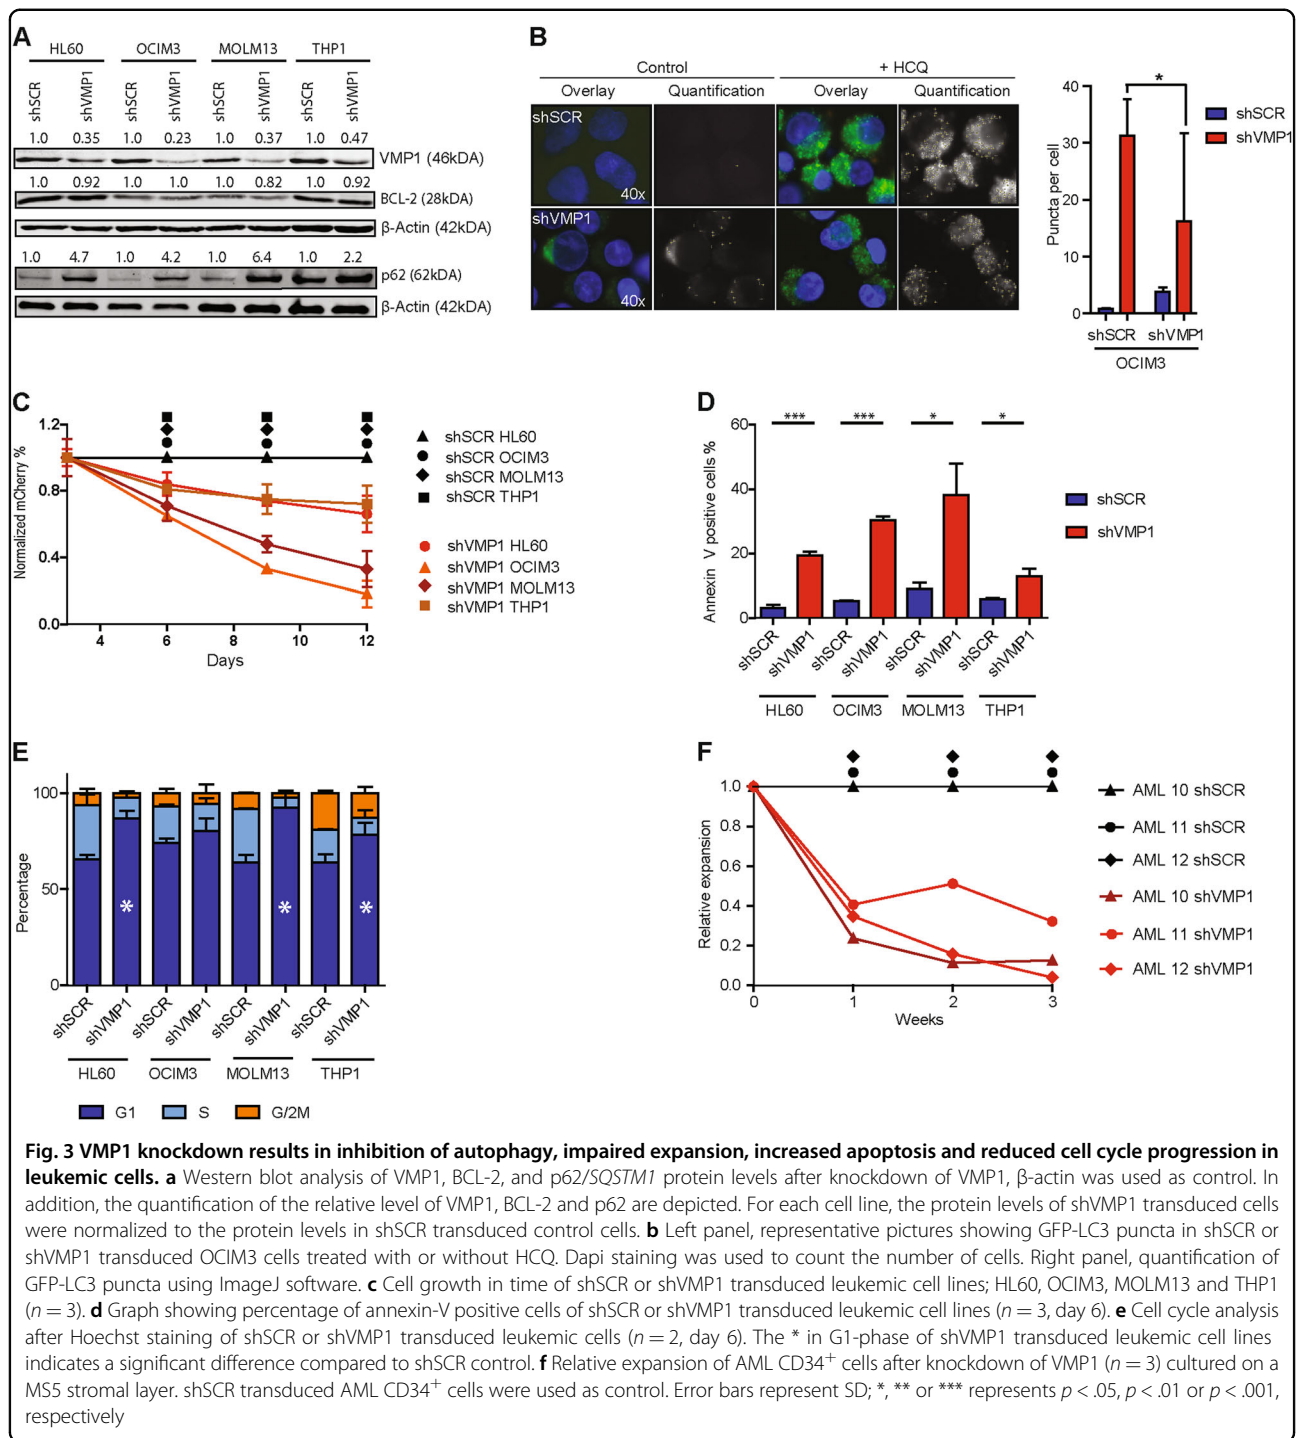 A
HL60 OCIM3 MOLM13 THP1
shSCR shVMP1 shSCR shVMP1 shSCR shVMP1 shSCR shVMP1
1.0 0.35 1.0 0.23 1.0 0.37 1.0 0.47
VMP1 (46kDA)
1.0 0.92 1.0 1.0 1.0 0.82 1.0 0.92
BCL-2 (28kDA)
β-Actin (42kDA)
1.0 4.7 1.0 4.2 1.0 6.4 1.0 2.2
p62 (62kDA)
β-Actin (42kDA)
B
Control + HCQ
Overlay Quantification Overlay Quantification
shSCR
40x
shVMP1
40x
Puncta per cell
40
30
20
10
0
*
shSCR shVMP1
OCIM3
shSCR
shVMP1
C
Normalized mCherry %
1.2
0.8
0.4
0.0
4 6 8 10 12
Days
shSCR HL60
shSCR OCIM3
shSCR MOLM13
shSCR THP1
shVMP1 HL60
shVMP1 OCIM3
shVMP1 MOLM13
shVMP1 THP1
D
Annexin V positive cells %
60
40
20
0
*** *** * *
shSCR shVMP1 shSCR shVMP1 shSCR shVMP1 shSCR shVMP1
HL60 OCIM3 MOLM13 THP1
shSCR
shVMP1
E
Percentage
100
50
0
* * *
shSCR shVMP1 shSCR shVMP1 shSCR shVMP1 shSCR shVMP1
HL60 OCIM3 MOLM13 THP1
G1 S G/2M
F
Relative expansion
1.0
0.8
0.6
0.4
0.2
0.0
0 1 2 3
Weeks
AML 10 shSCR
AML 11 shSCR
AML 12 shSCR
AML 10 shVMP1
AML 11 shVMP1
AML 12 shVMP1
Fig. 3 VMP1 knockdown results in inhibition of autophagy, impaired expansion, increased apoptosis and reduced cell cycle progression in
leukemic cells. a Western blot analysis of VMP1, BCL-2, and p62/SQSTM1 protein levels after knockdown of VMP1, β-actin was used as control. In
addition, the quantification of the relative level of VMP1, BCL-2 and p62 are depicted. For each cell line, the protein levels of shVMP1 transduced cells
were normalized to the protein levels in shSCR transduced control cells. b Left panel, representative pictures showing GFP-LC3 puncta in shSCR or
shVMP1 transduced OCIM3 cells treated with or without HCQ. Dapi staining was used to count the number of cells. Right panel, quantification of
GFP-LC3 puncta using ImageJ software. c Cell growth in time of shSCR or shVMP1 transduced leukemic cell lines; HL60, OCIM3, MOLM13 and THP1
(n = 3). d Graph showing percentage of annexin-V positive cells of shSCR or shVMP1 transduced leukemic cell lines (n = 3, day 6). e Cell cycle analysis
after Hoechst staining of shSCR or shVMP1 transduced leukemic cells (n = 2, day 6). The * in G1-phase of shVMP1 transduced leukemic cell lines
indicates a significant difference compared to shSCR control. f Relative expansion of AML CD34⁺ cells after knockdown of VMP1 (n = 3) cultured on a
MS5 stromal layer. shSCR transduced AML CD34⁺ cells were used as control. Error bars represent SD; *, ** or *** represents p < .05, p < .01 or p < .001,
respectively